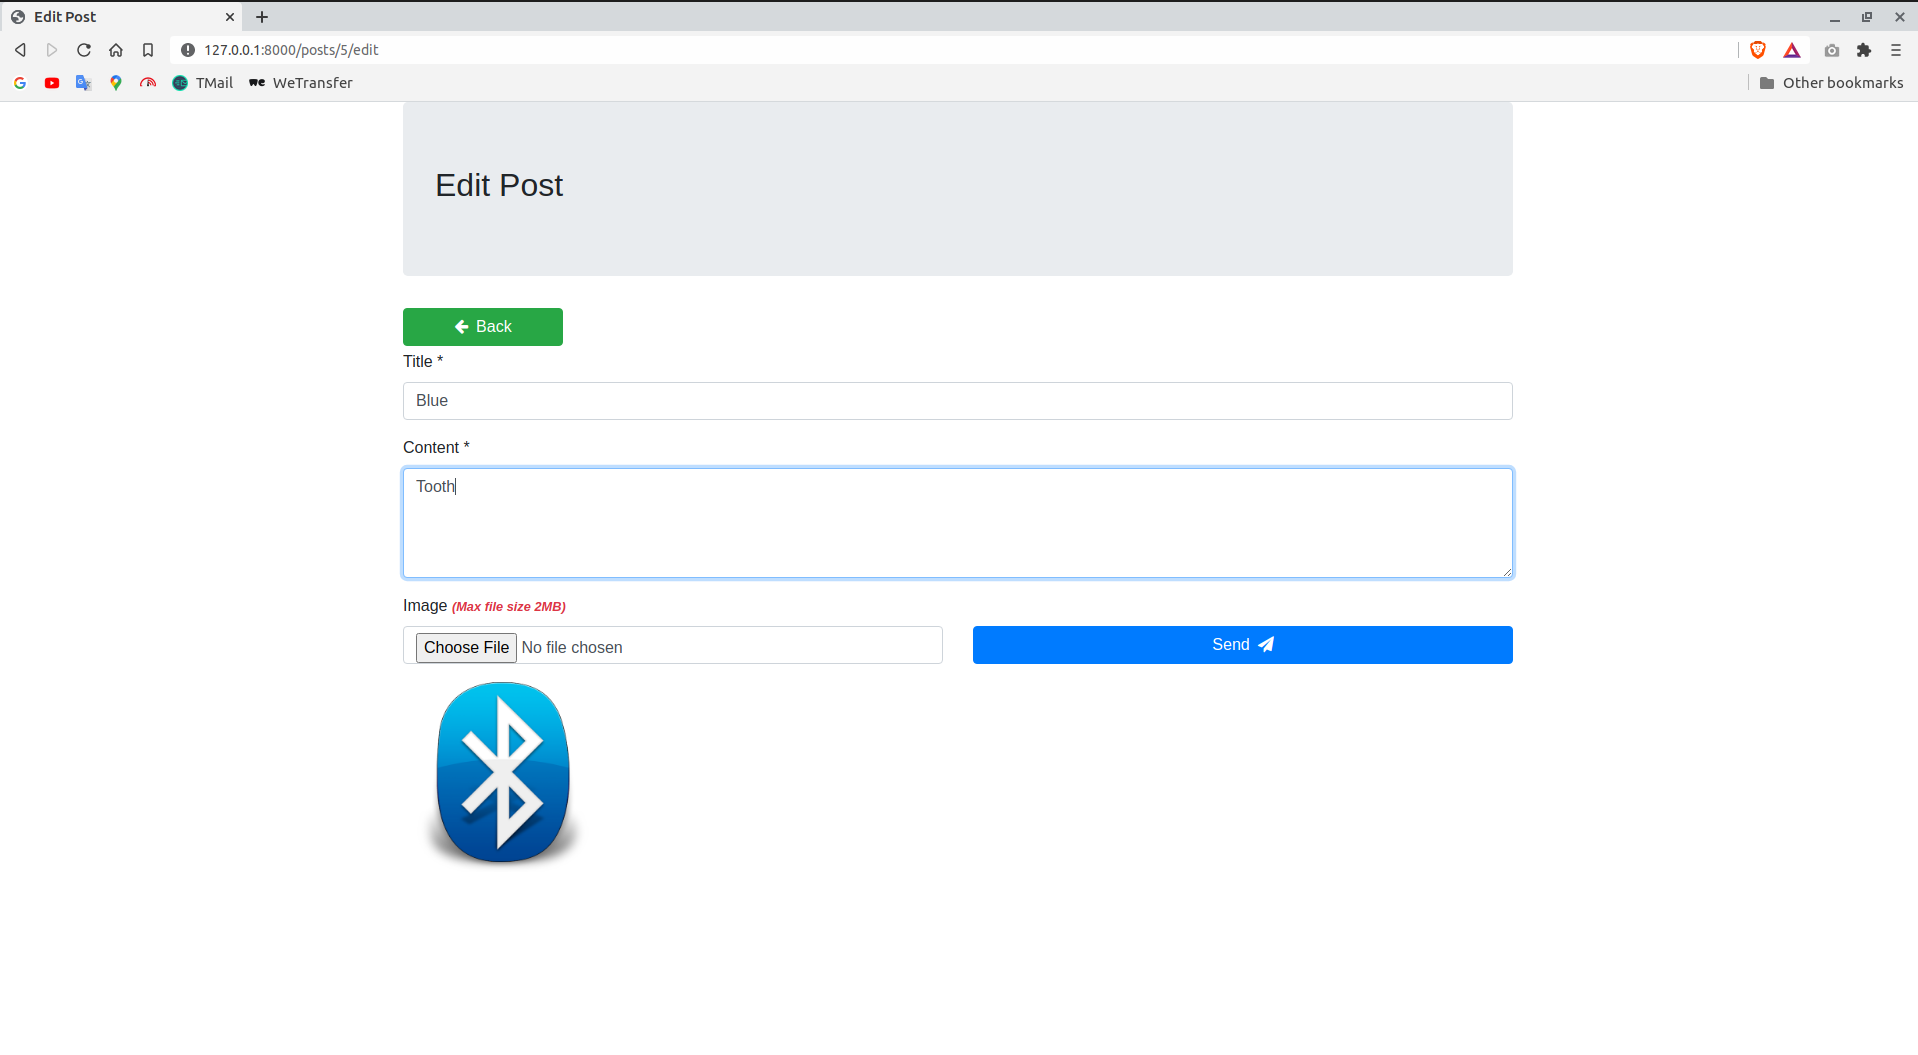 Edit Post
127.0.0.1:8000/posts/5/edit
TMail
WeTransfer
Other bookmarks
Edit Post
Back
Title *
Blue
Content *
Tooth
Image (Max file size 2MB)
Choose File No file chosen
Send